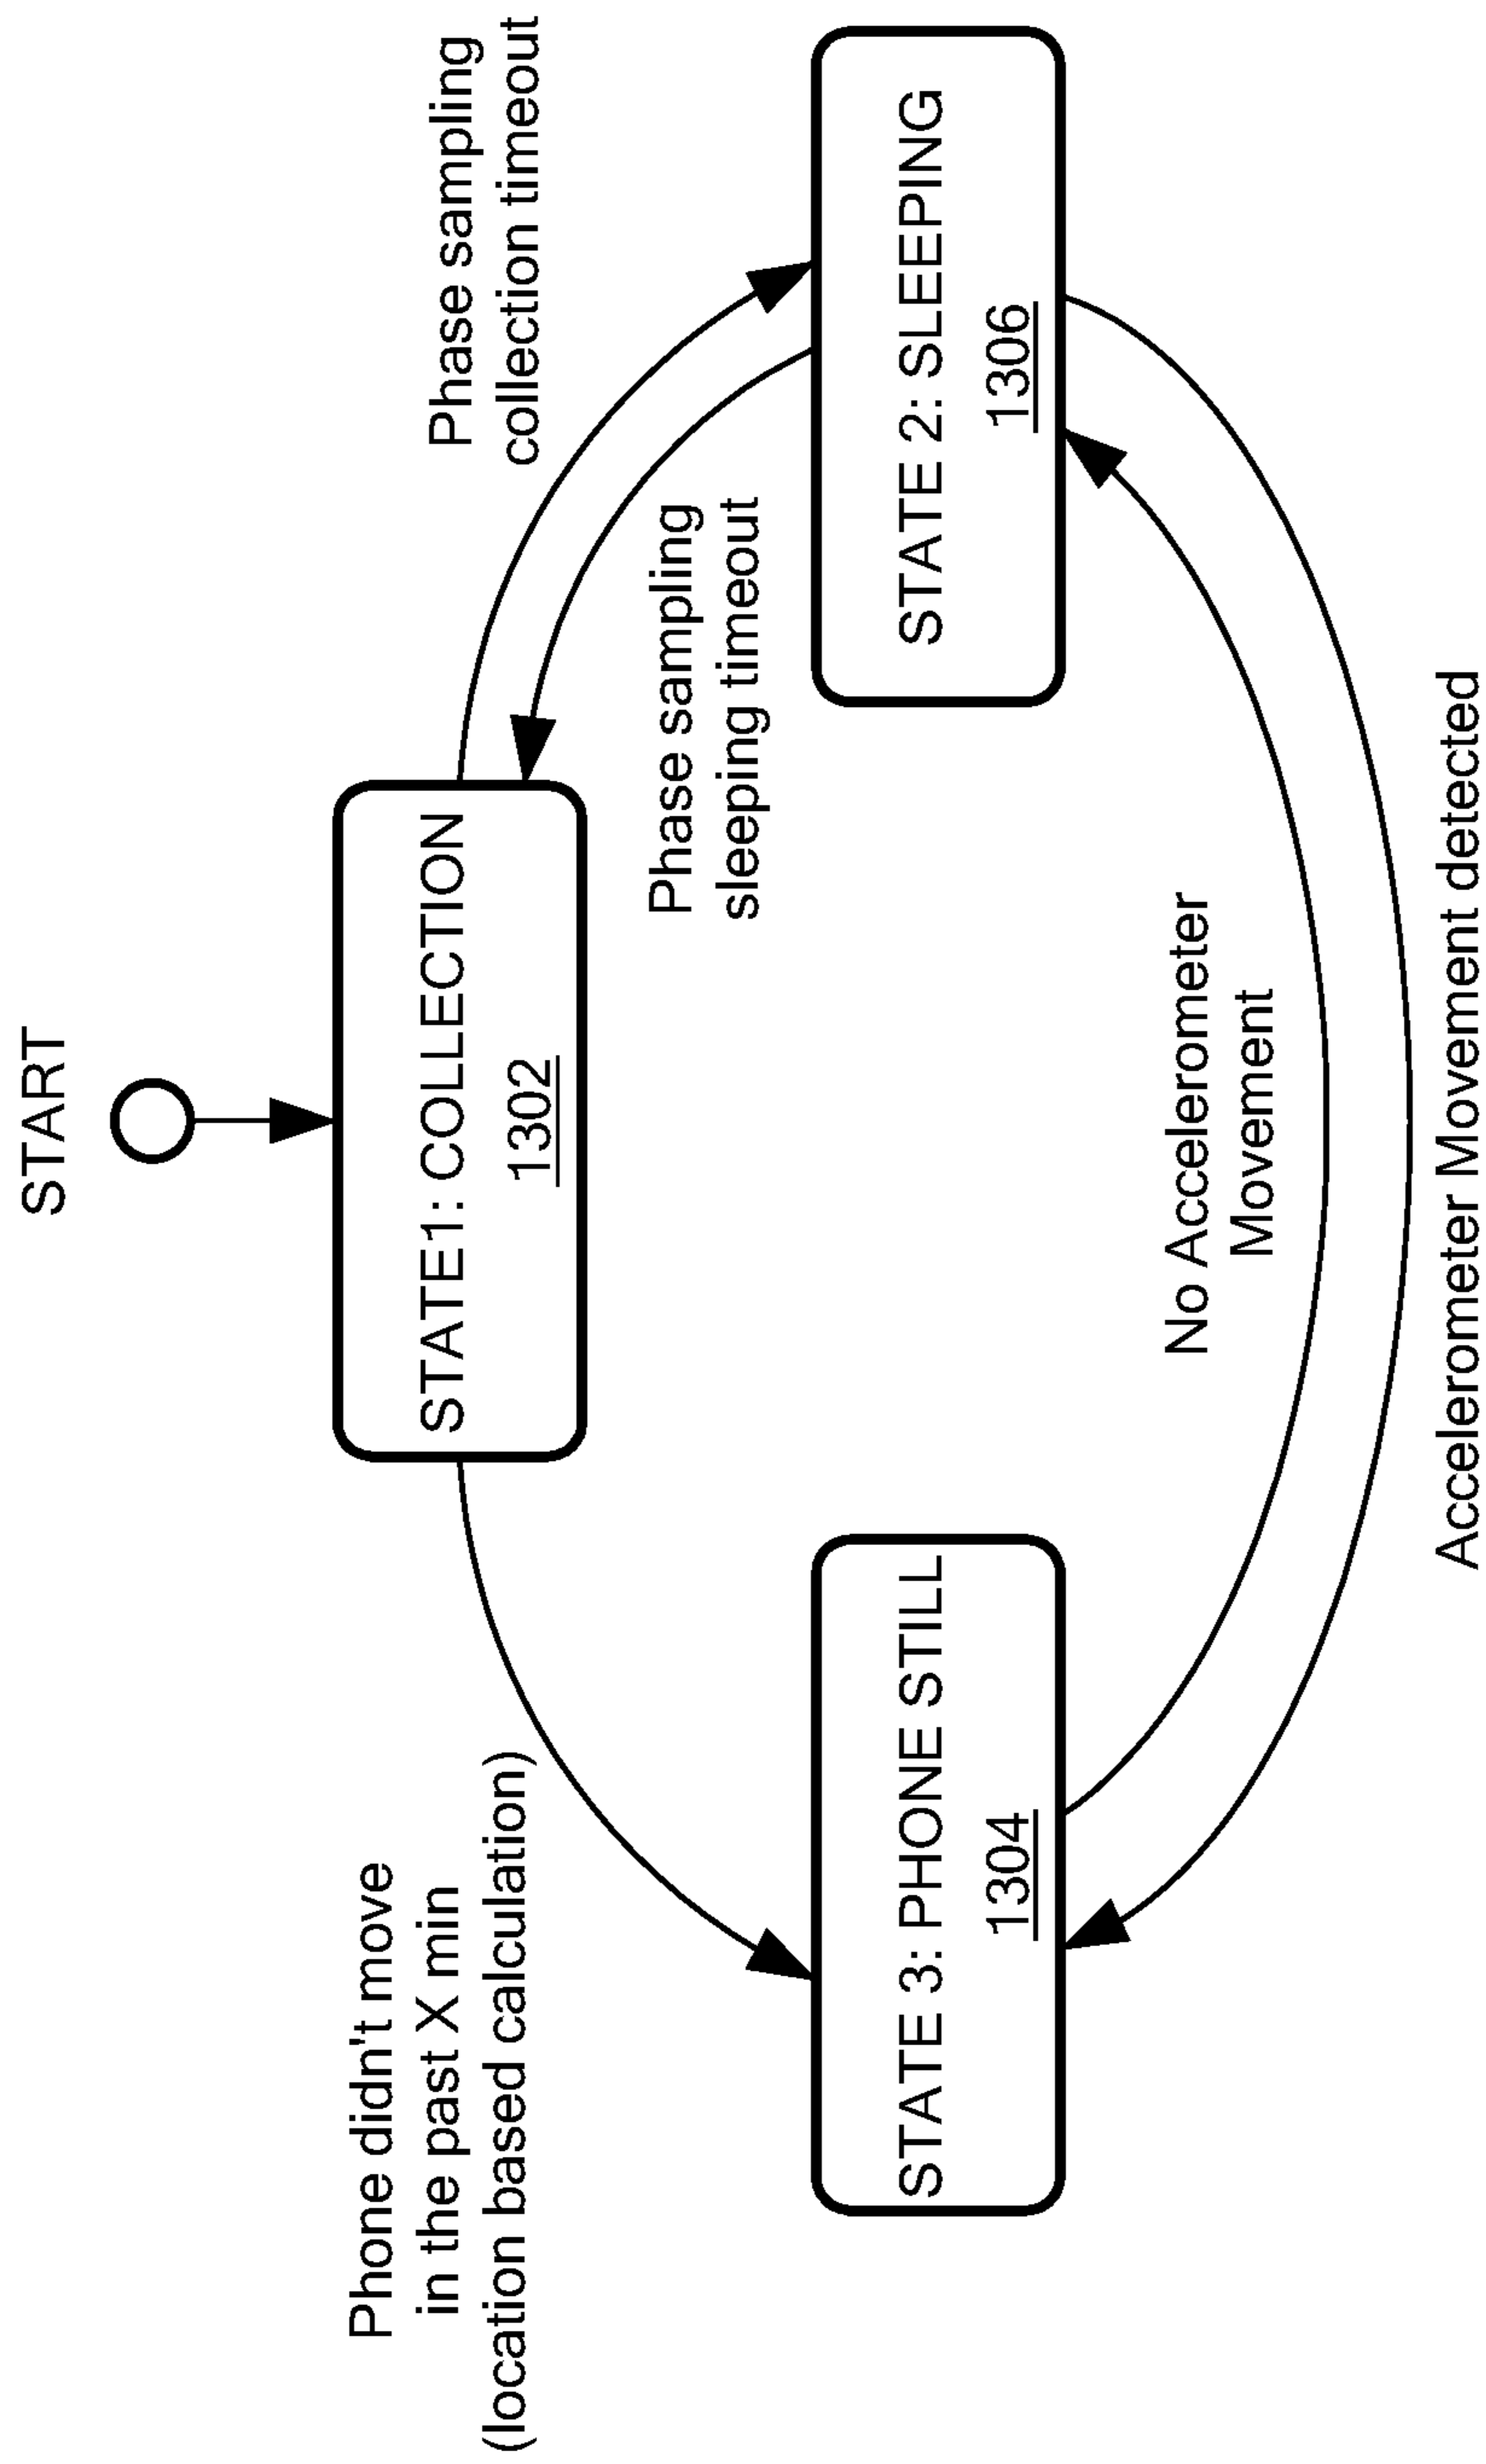 START
STATE1: COLLECTION
1302
Phone didn't move
in the past X min
(location based calculation)
Phase sampling
collection timeout
Phase sampling
sleeping timeout
STATE 3: PHONE STILL
1304
STATE 2: SLEEPING
1306
No Accelerometer
Movement
Accelerometer Movement detected